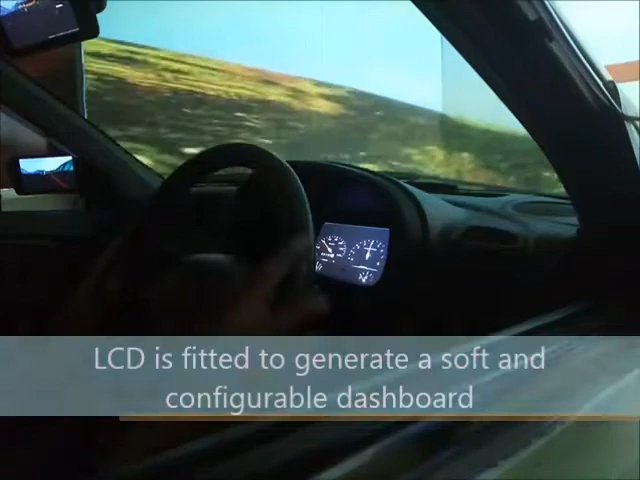 LCD is fitted to generate a soft and
configurable dashboard